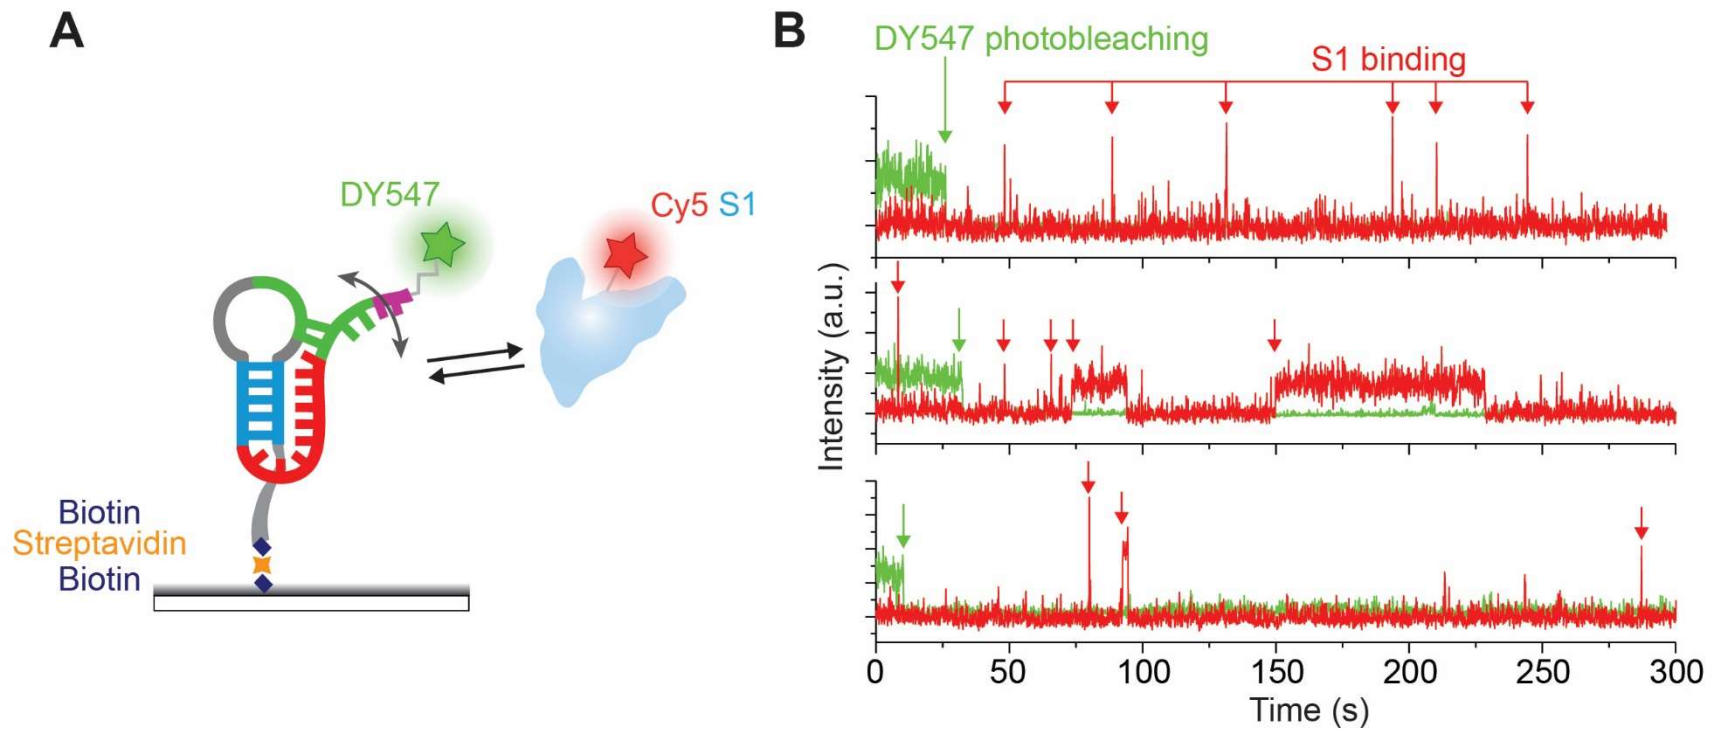 A
DY547
Cy5 S1
Biotin
Streptavidin
Biotin
B
DY547 photobleaching
S1 binding
Intensity (a.u.)
0 50 100 150 200 250 300
Time (s)